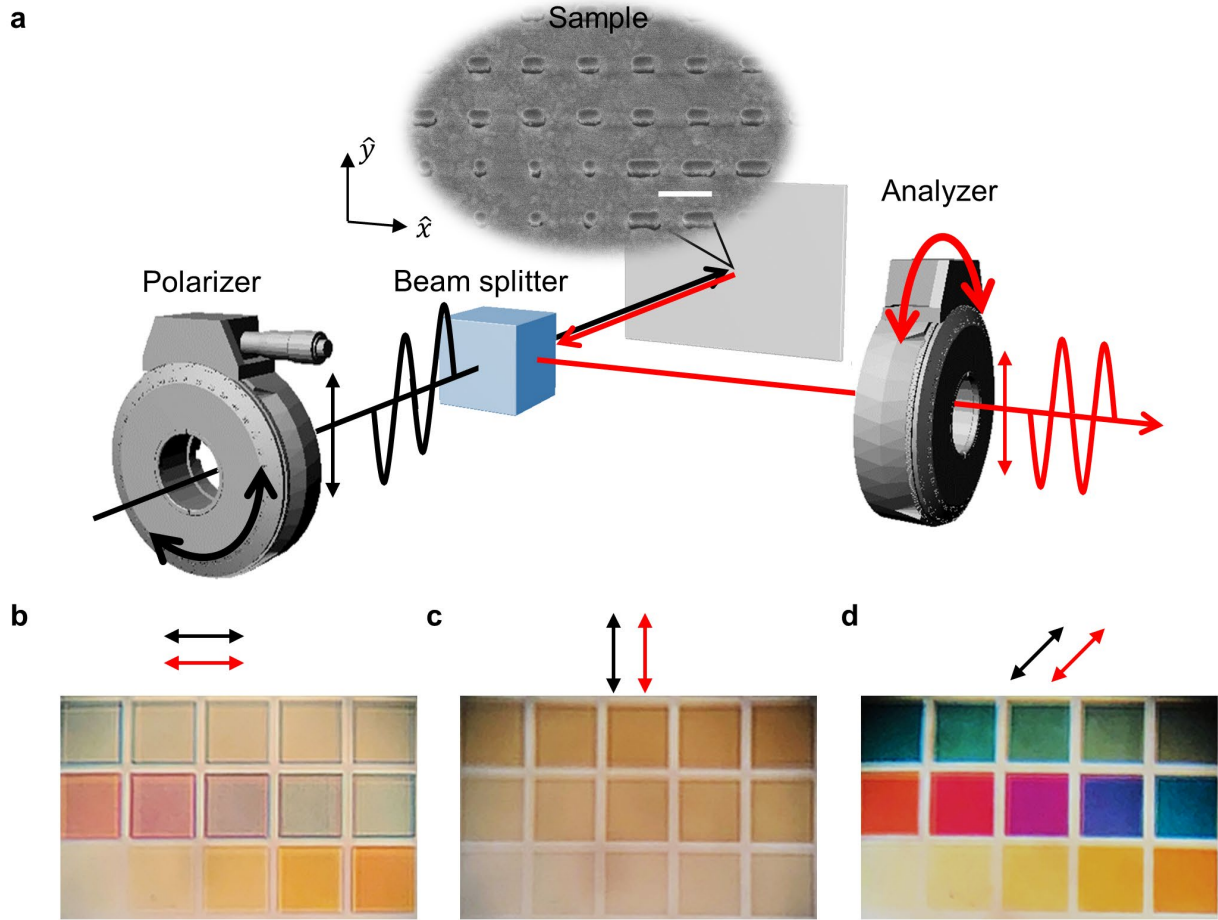 a
Sample
ŷ
x̂
Analyzer
Polarizer
Beam splitter
b
c
d